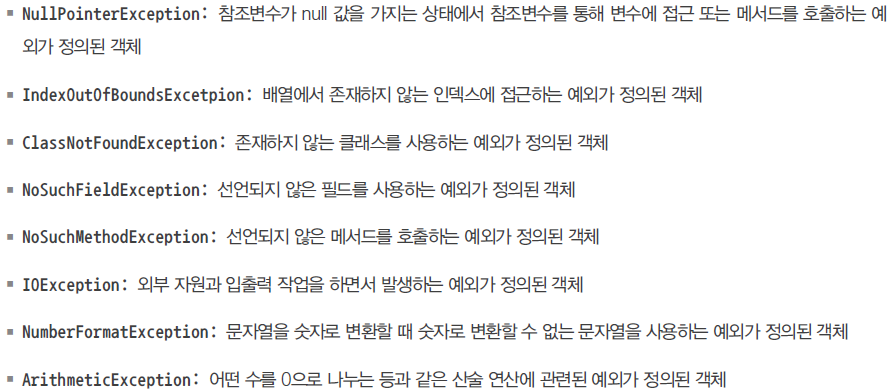 ▪ NullPointerException: 참조변수가 null 값을 가지는 상태에서 참조변수를 통해 변수에 접근 또는 메서드를 호출하는 예
외가 정의된 객체
▪ IndexOutOfBoundsExcetpion: 배열에서 존재하지 않는 인덱스에 접근하는 예외가 정의된 객체
▪ ClassNotFoundException: 존재하지 않는 클래스를 사용하는 예외가 정의된 객체
▪ NoSuchFieldException: 선언되지 않은 필드를 사용하는 예외가 정의된 객체
▪ NoSuchMethodException: 선언되지 않은 메서드를 호출하는 예외가 정의된 객체
▪ IOException: 외부 자원과 입출력 작업을 하면서 발생하는 예외가 정의된 객체
▪ NumberFormatException: 문자열을 숫자로 변환할 때 숫자로 변환할 수 없는 문자열을 사용하는 예외가 정의된 객체
▪ ArithmeticException: 어떤 수를 0으로 나누는 등과 같은 산술 연산에 관련된 예외가 정의된 객체